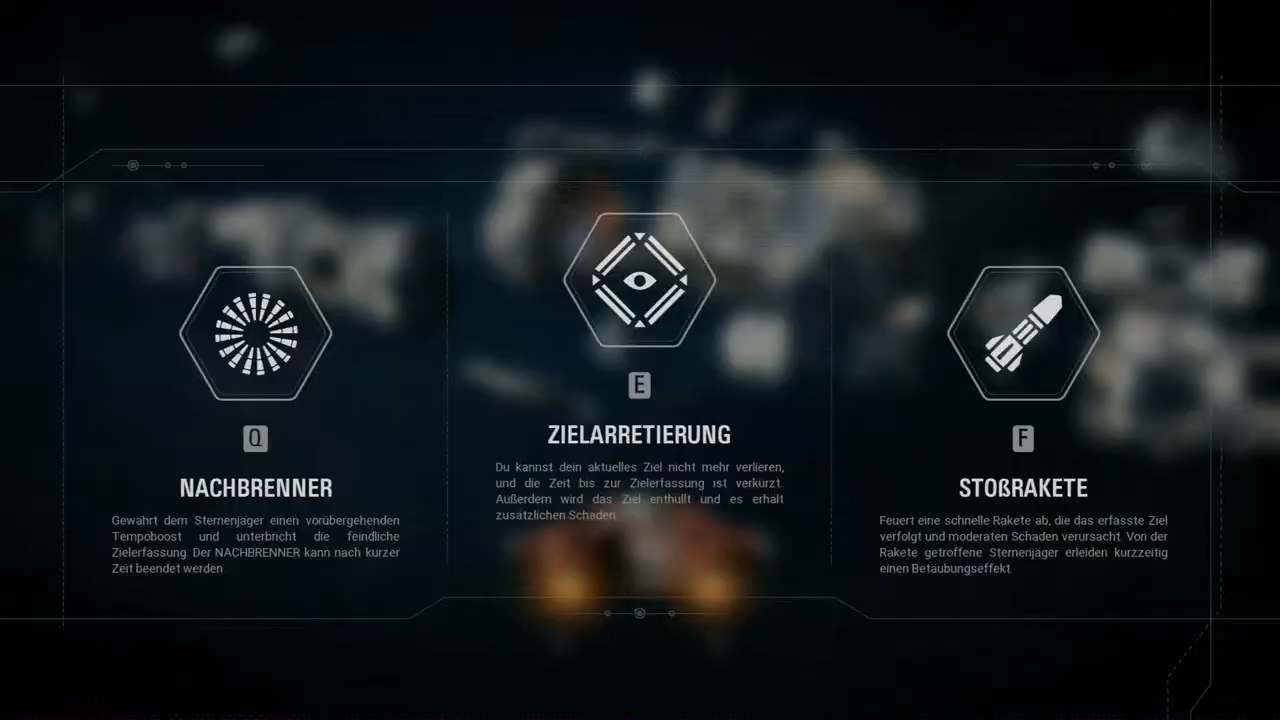 Q
NACHBRENNER
Gewährt dem Sternenjäger einen vorübergehenden
Tempoboost und unterbricht die feindliche
Zielerfassung. Der NACHBRENNER kann nach kurzer
Zeit beendet werden.
E
ZIELARRETIERUNG
Du kannst dein aktuelles Ziel nicht mehr verlieren,
und die Zeit bis zur Zielerfassung ist verkürzt.
Außerdem wird das Ziel enthüllt und es erhält
zusätzlichen Schaden.
F
STOßRAKETE
Feuert eine schnelle Rakete ab, die das erfasste Ziel
verfolgt und moderaten Schaden verursacht. Von der
Rakete getroffene Sternenjäger erleiden kurzzeitig
einen Betäubungseffekt.